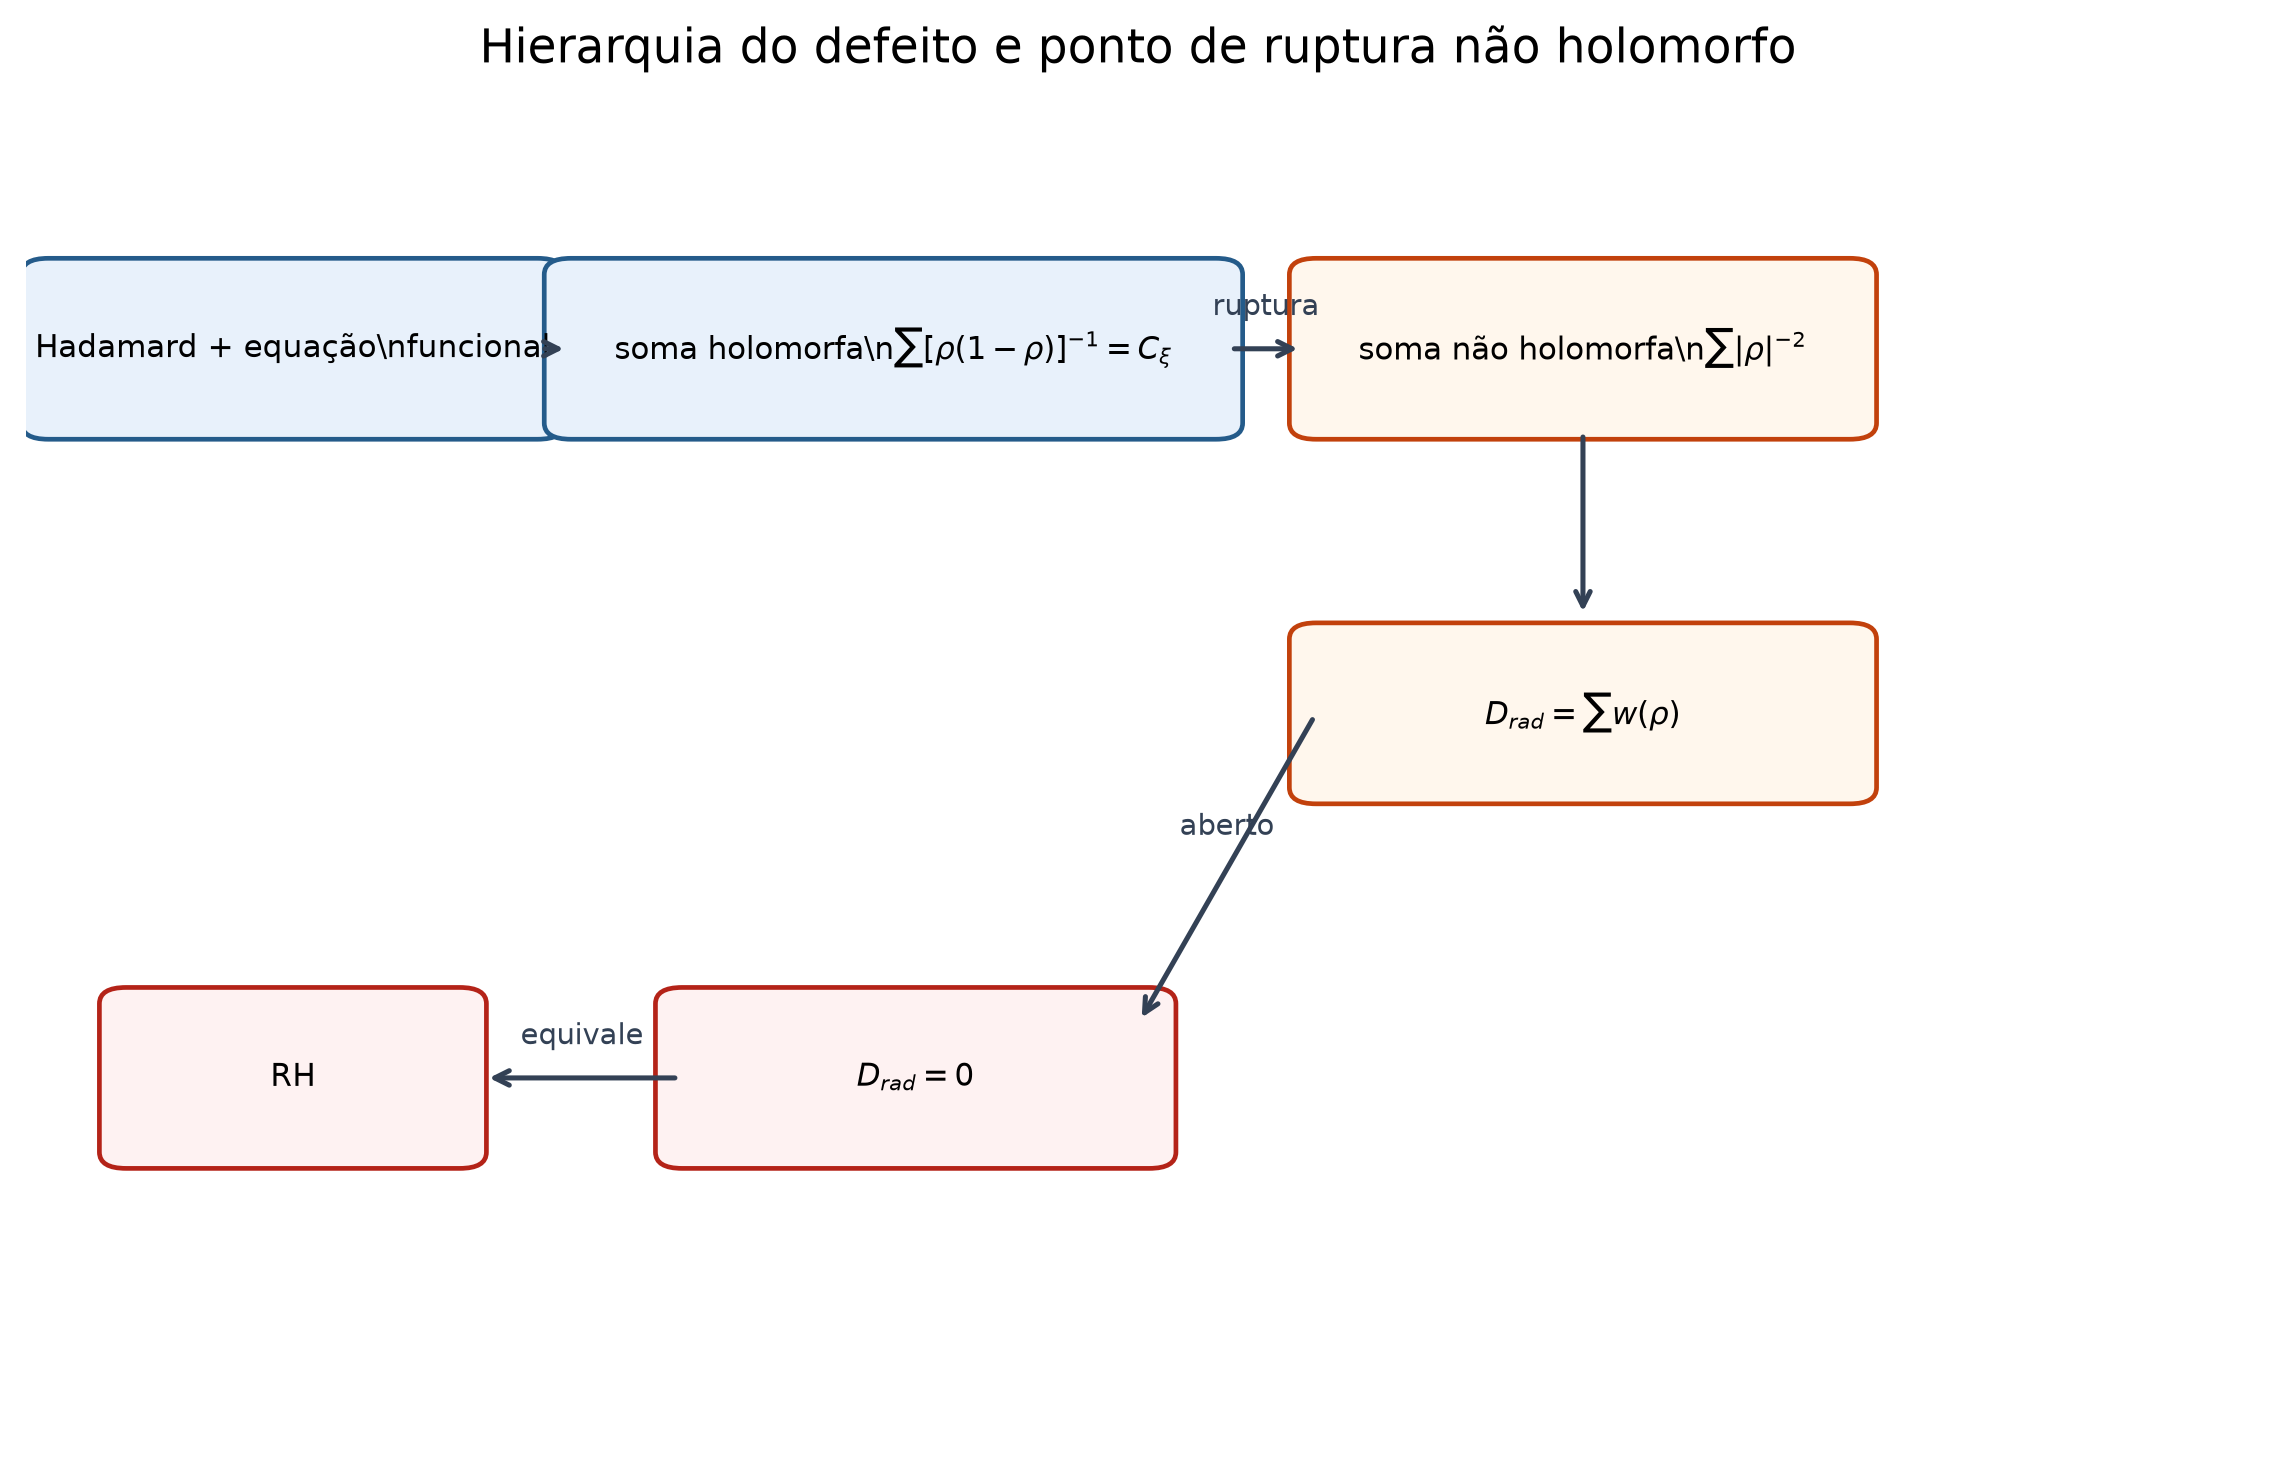 Hierarquia do defeito e ponto de ruptura não holomorfo
Hadamard + equação\nfuncional
soma holomorfa\n∑[ρ(1 − ρ)]⁻¹ = C_ξ
ruptura
soma não holomorfa\n∑|ρ|⁻²
D_rad = ∑w(ρ)
aberto
equivale
RH
D_rad = 0